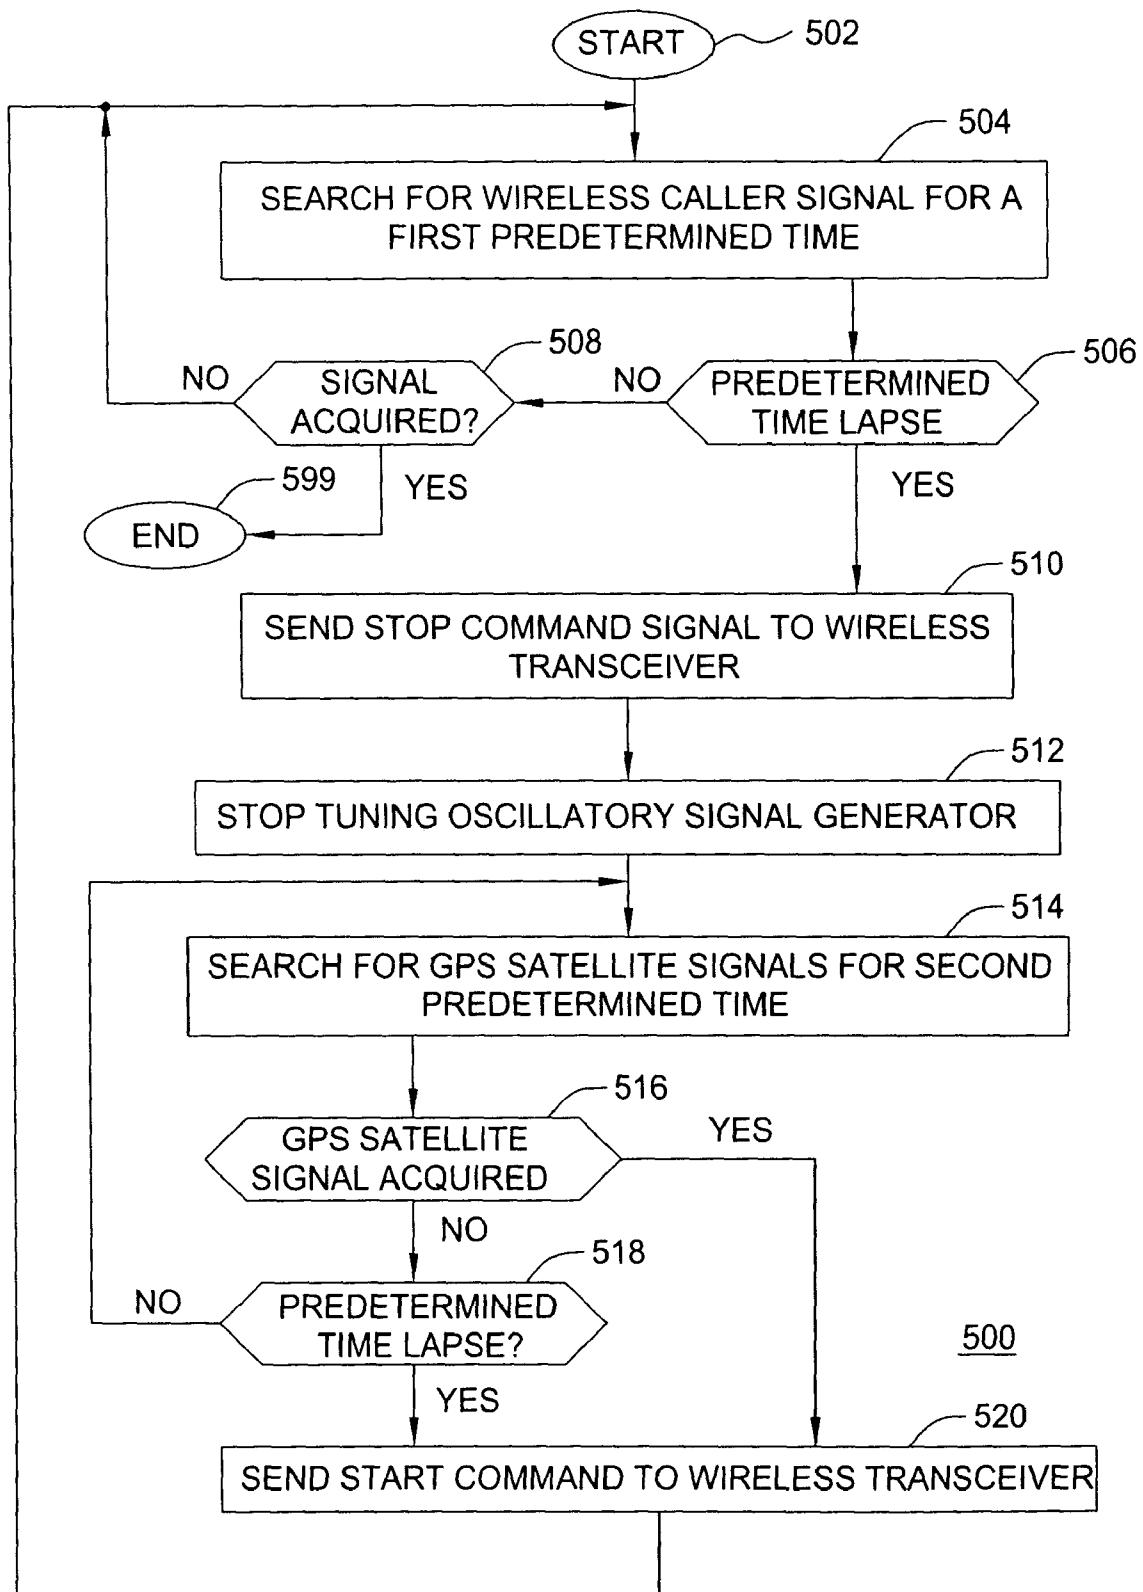 START
502
504
SEARCH FOR WIRELESS CALLER SIGNAL FOR A
FIRST PREDETERMINED TIME
508
506
NO
SIGNAL
ACQUIRED?
NO
PREDETERMINED
TIME LAPSE
599
YES
YES
END
510
SEND STOP COMMAND SIGNAL TO WIRELESS
TRANSCEIVER
512
STOP TUNING OSCILLATORY SIGNAL GENERATOR
514
SEARCH FOR GPS SATELLITE SIGNALS FOR SECOND
PREDETERMINED TIME
516
YES
GPS SATELLITE
SIGNAL ACQUIRED
NO
518
NO
PREDETERMINED
TIME LAPSE?
500
YES
520
SEND START COMMAND TO WIRELESS TRANSCEIVER